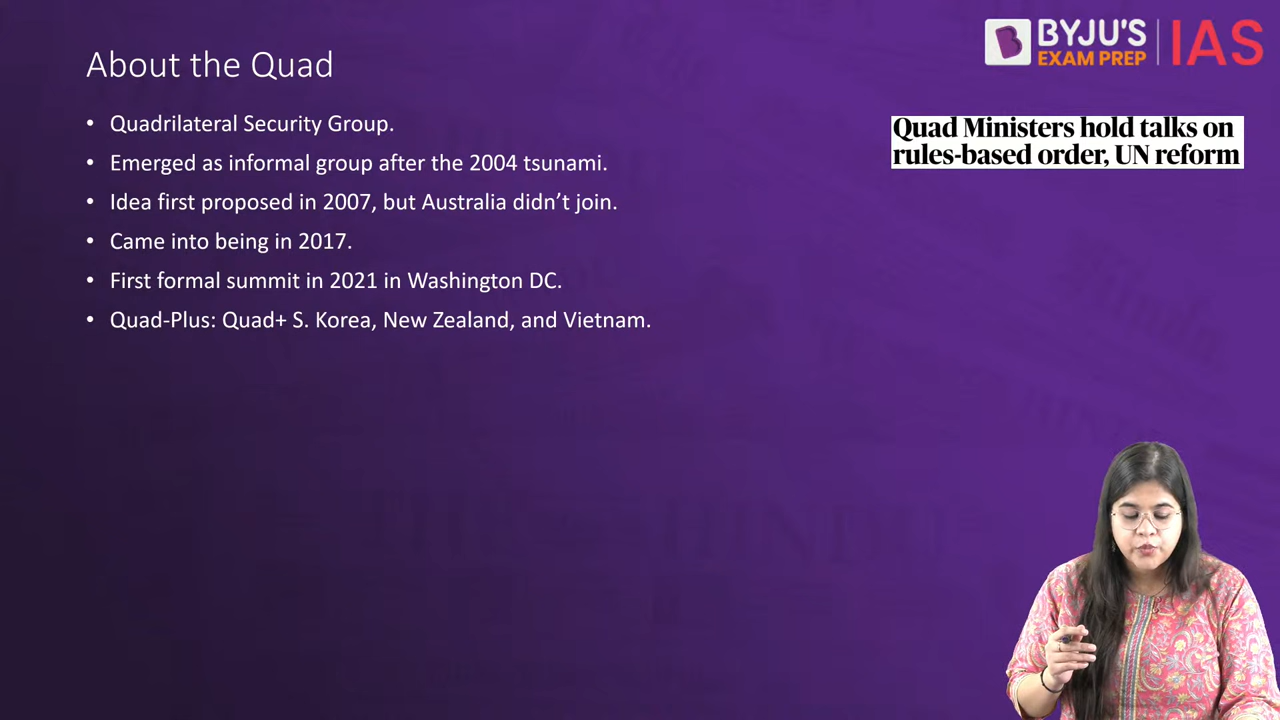 About the Quad
BYJU'S
EXAM PREP
IAS
• Quadrilateral Security Group.
Quad Ministers hold talks on
rules-based order, UN reform
• Emerged as informal group after the 2004 tsunami.
• Idea first proposed in 2007, but Australia didn't join.
• Came into being in 2017.
• First formal summit in 2021 in Washington DC.
• Quad-Plus: Quad+ S. Korea, New Zealand, and Vietnam.